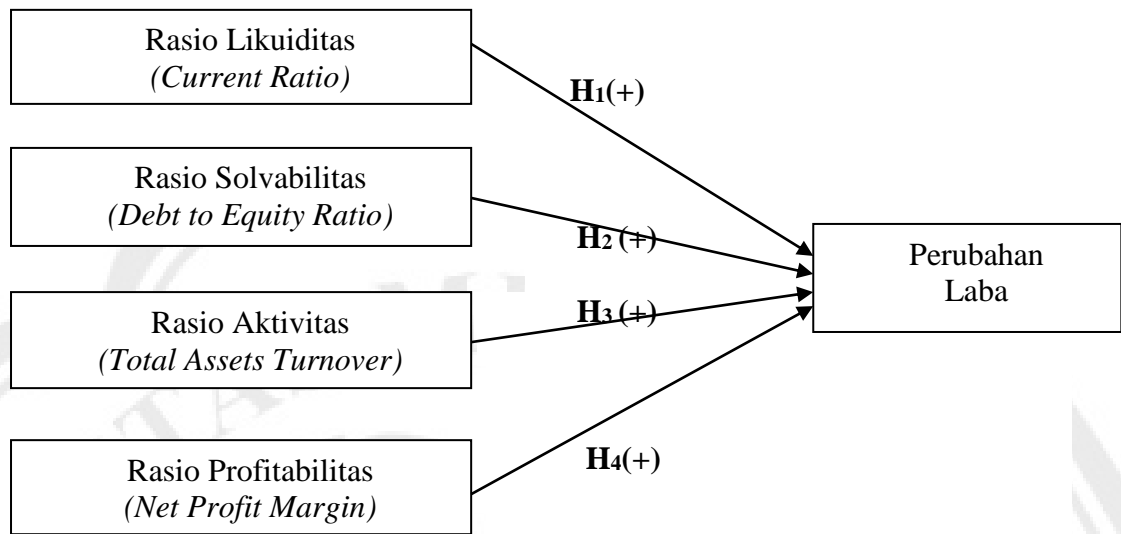 Rasio Likuiditas
(Current Ratio)
H1(+)
Rasio Solvabilitas
(Debt to Equity Ratio)
H2 (+)
Perubahan
Laba
Rasio Aktivitas
(Total Assets Turnover)
H3 (+)
Rasio Profitabilitas
(Net Profit Margin)
H4(+)